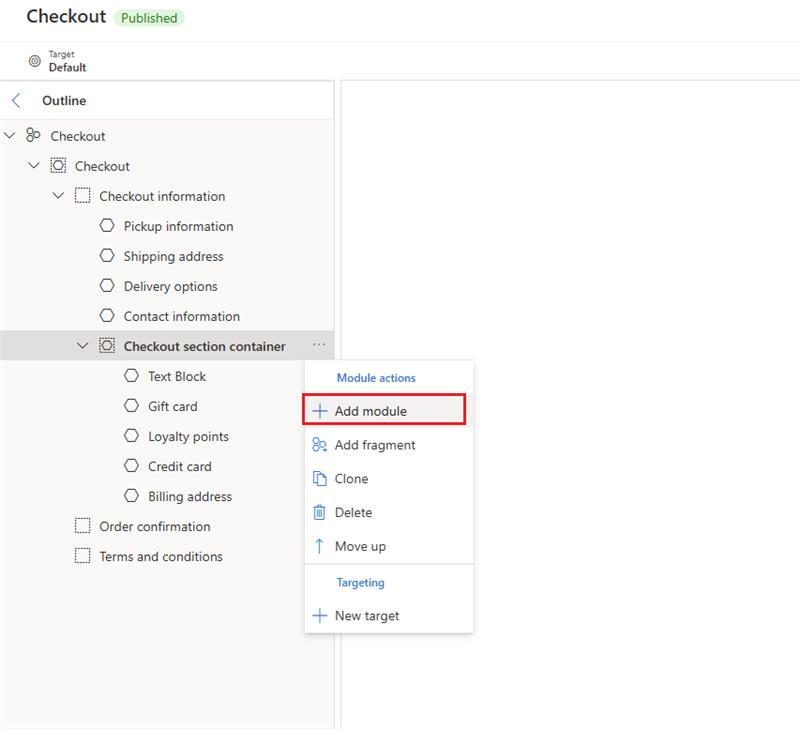 Checkout Published
Target
Default
Outline
Checkout
Checkout
Checkout information
Pickup information
Shipping address
Delivery options
Contact information
Checkout section container ...
Text Block
Gift card
Loyalty points
Credit card
Billing address
Order confirmation
Terms and conditions
Module actions
Add module
Add fragment
Clone
Delete
Move up
Targeting
New target